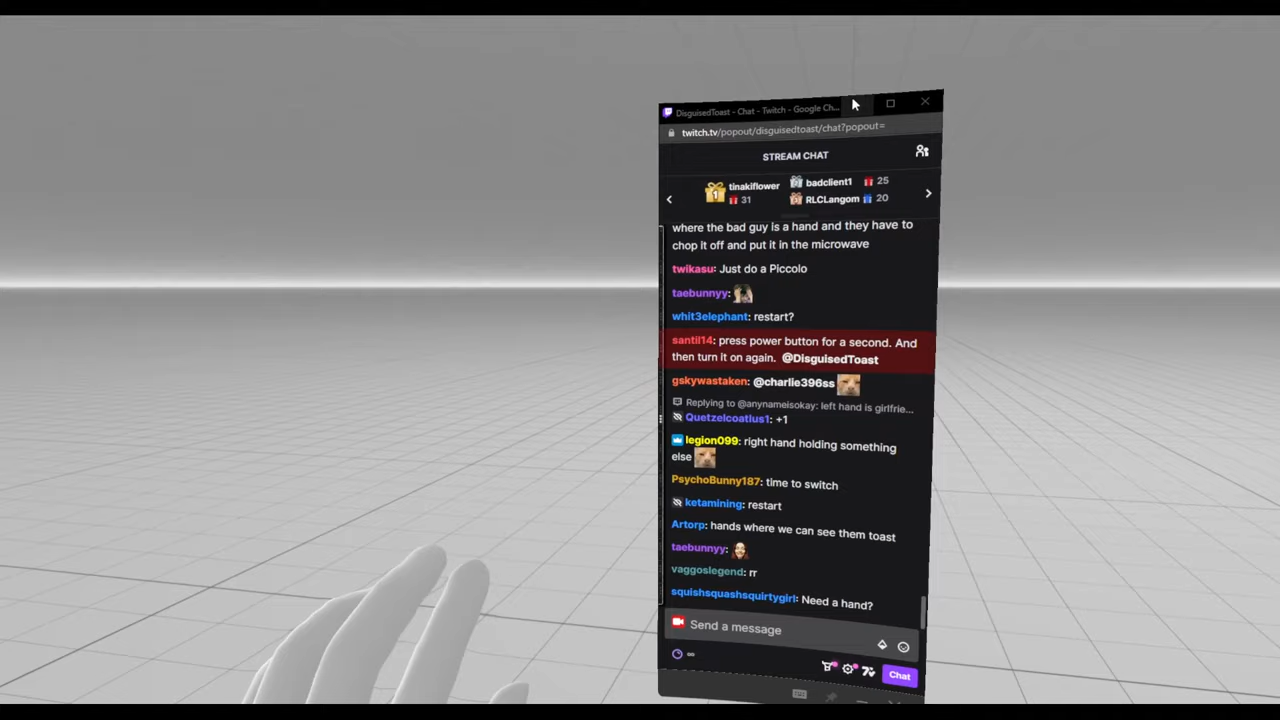 DisguisedToast - Chat - Twitch - Google Ch...
twitch.tv/popout/disguisedtoast/chat?popout=
STREAM CHAT
1 tinakiflower 31
badclient1 25
RLCLangom 20
where the bad guy is a hand and they have to
chop it off and put it in the microwave
twikasu: Just do a Piccolo
taebunnyy:
whit3elephant: restart?
santil14: press power button for a second. And
then turn it on again. @DisguisedToast
gskywastaken: @charlie396ss
Replying to @anynameisokay: left hand is girlfrie...
Quetzelcoatlus1: +1
legion099: right hand holding something
else
PsychoBunny187: time to switch
ketamining: restart
Artorp: hands where we can see them toast
taebunnyy:
vaggoslegend: rr
squishsquashsquirtygirl: Need a hand?
Send a message
∞
Chat